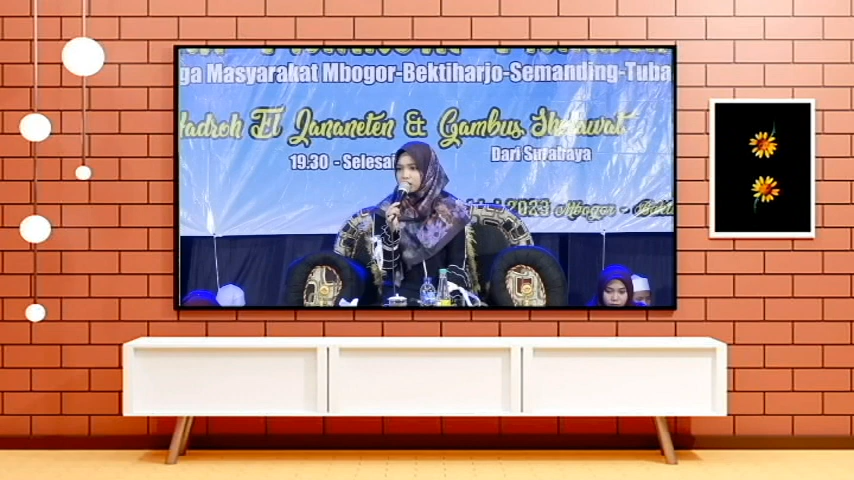 ga Masyarakat Mbogor-Bektiharjo-Semanding-Tuba
Hadroh El Jananeten & Gambus Sholawat
19.30 - Selesai
Dari Surabaya
2023 Mbogor -